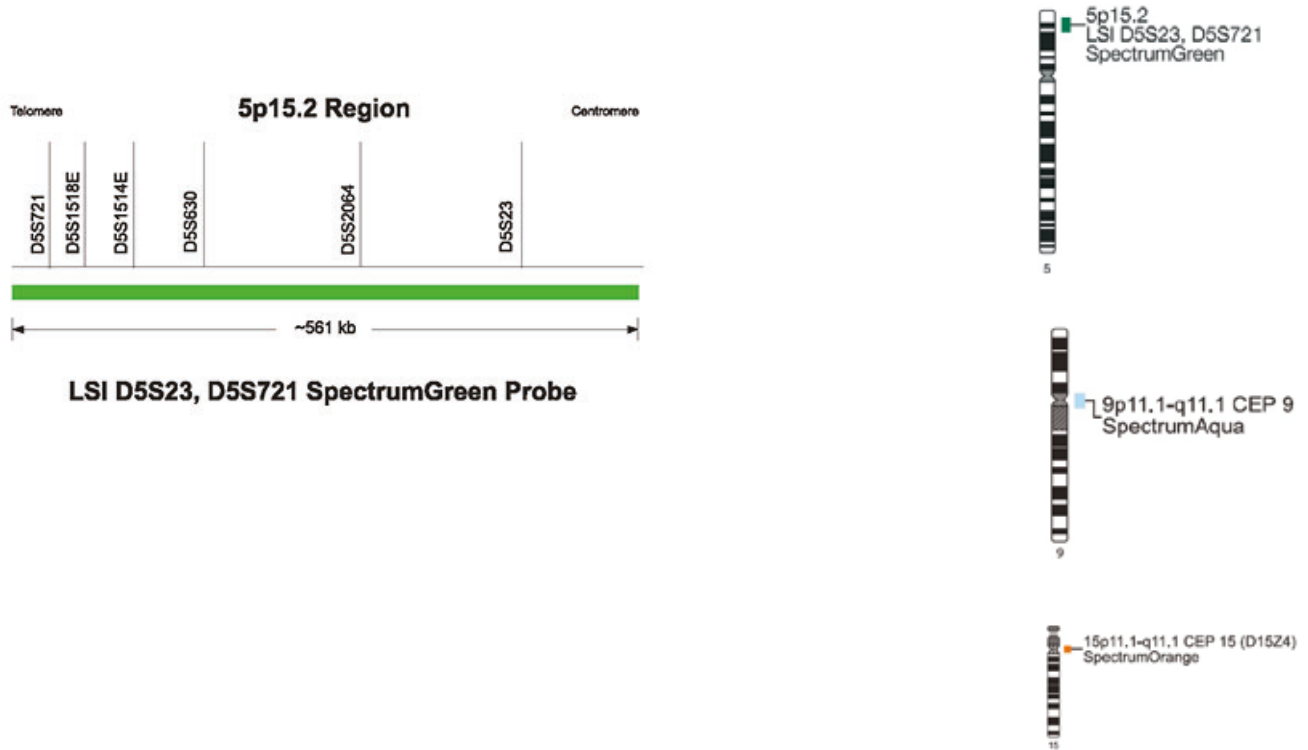 Telomere
5p15.2 Region
Centromere
D5S721
D5S1518E
D5S1514E
D5S630
D5S2064
D5S23
~561 kb
LSI D5S23, D5S721 SpectrumGreen Probe
5p15.2
LSI D5S23, D5S721
SpectrumGreen
5
9p11.1-q11.1 CEP 9
SpectrumAqua
9
15p11.1-q11.1 CEP 15 (D15Z4)
SpectrumOrange
15